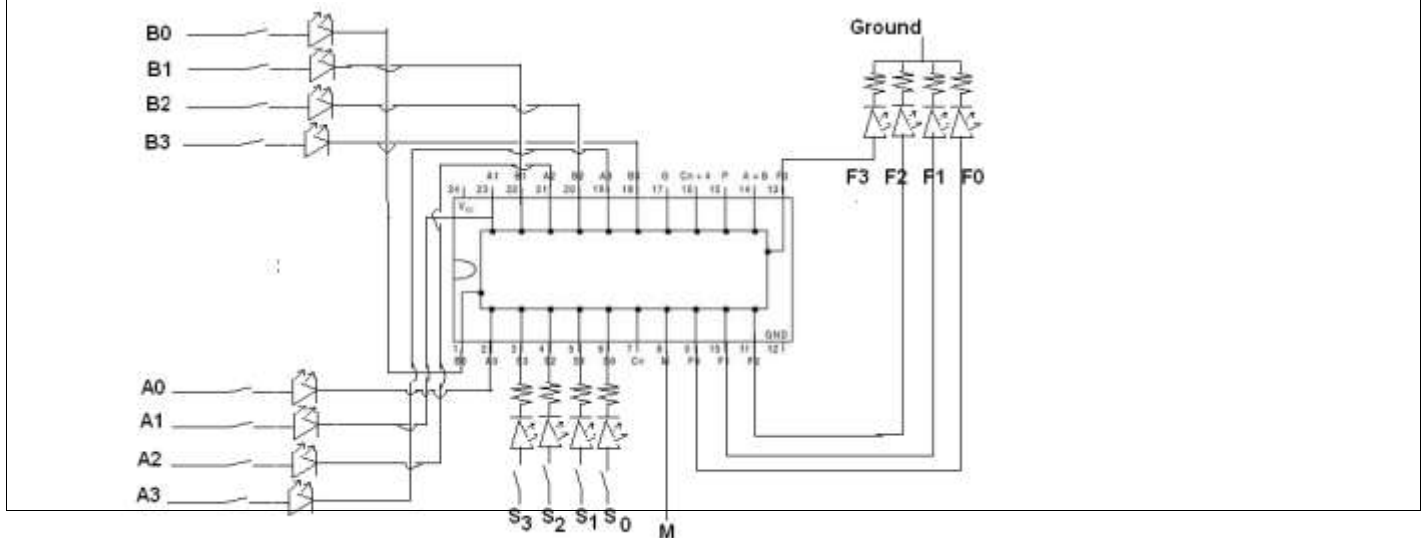 B0
B1
B2
B3
Ground
F3 F2 F1 F0
A1 B1 A2 B2 A3 B3 G Cn + 4 P A = B F3
24 23 22 21 20 19 18 17 16 15 14 13
Vcc
GND
1 2 3 4 5 6 7 8 9 10 11 12
B0 A0 S3 S2 S1 S0 Cn M F0 F1 F2
A0
A1
A2
A3
S3 S2 S1 S0
M